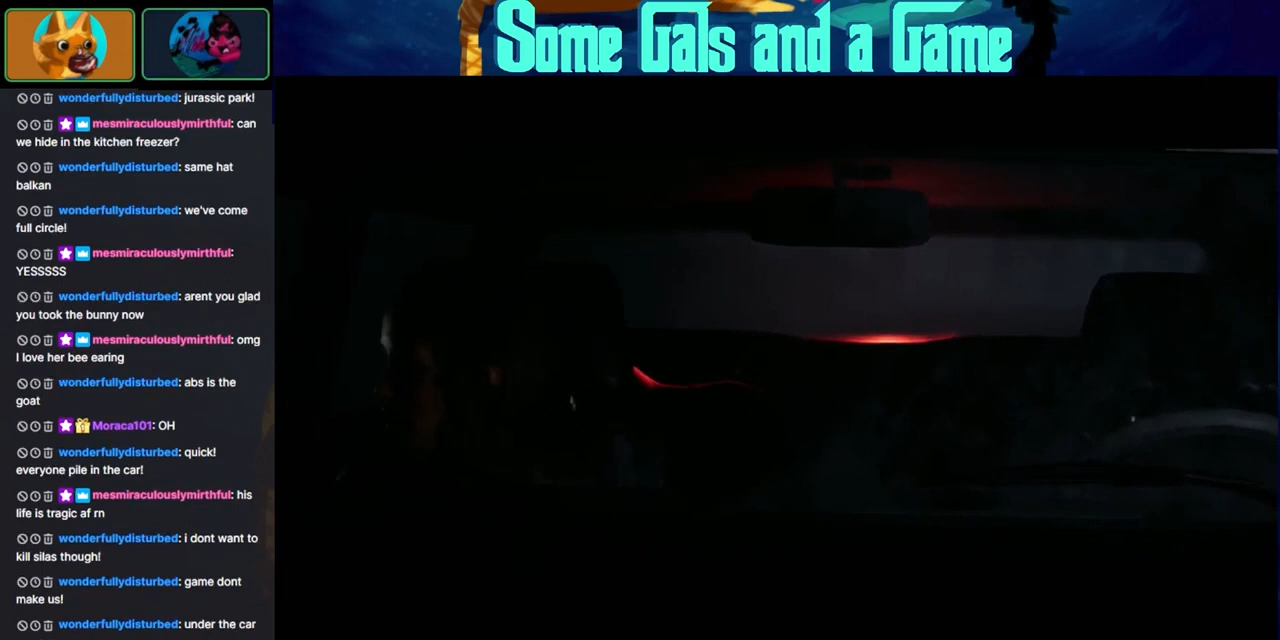 Some Gals and a Game
wonderfullydisturbed: jurassic park!
mesmiraculouslymirthful: can
we hide in the kitchen freezer?
wonderfullydisturbed: same hat
balkan
wonderfullydisturbed: we've come
full circle!
mesmiraculouslymirthful:
YESSSSS
wonderfullydisturbed: arent you glad
you took the bunny now
mesmiraculouslymirthful: omg
I love her bee earing
wonderfullydisturbed: abs is the
goat
Moraca101: OH
wonderfullydisturbed: quick!
everyone pile in the car!
mesmiraculouslymirthful: his
life is tragic af rn
wonderfullydisturbed: i dont want to
kill silas though!
wonderfullydisturbed: game dont
make us!
wonderfullydisturbed: under the car